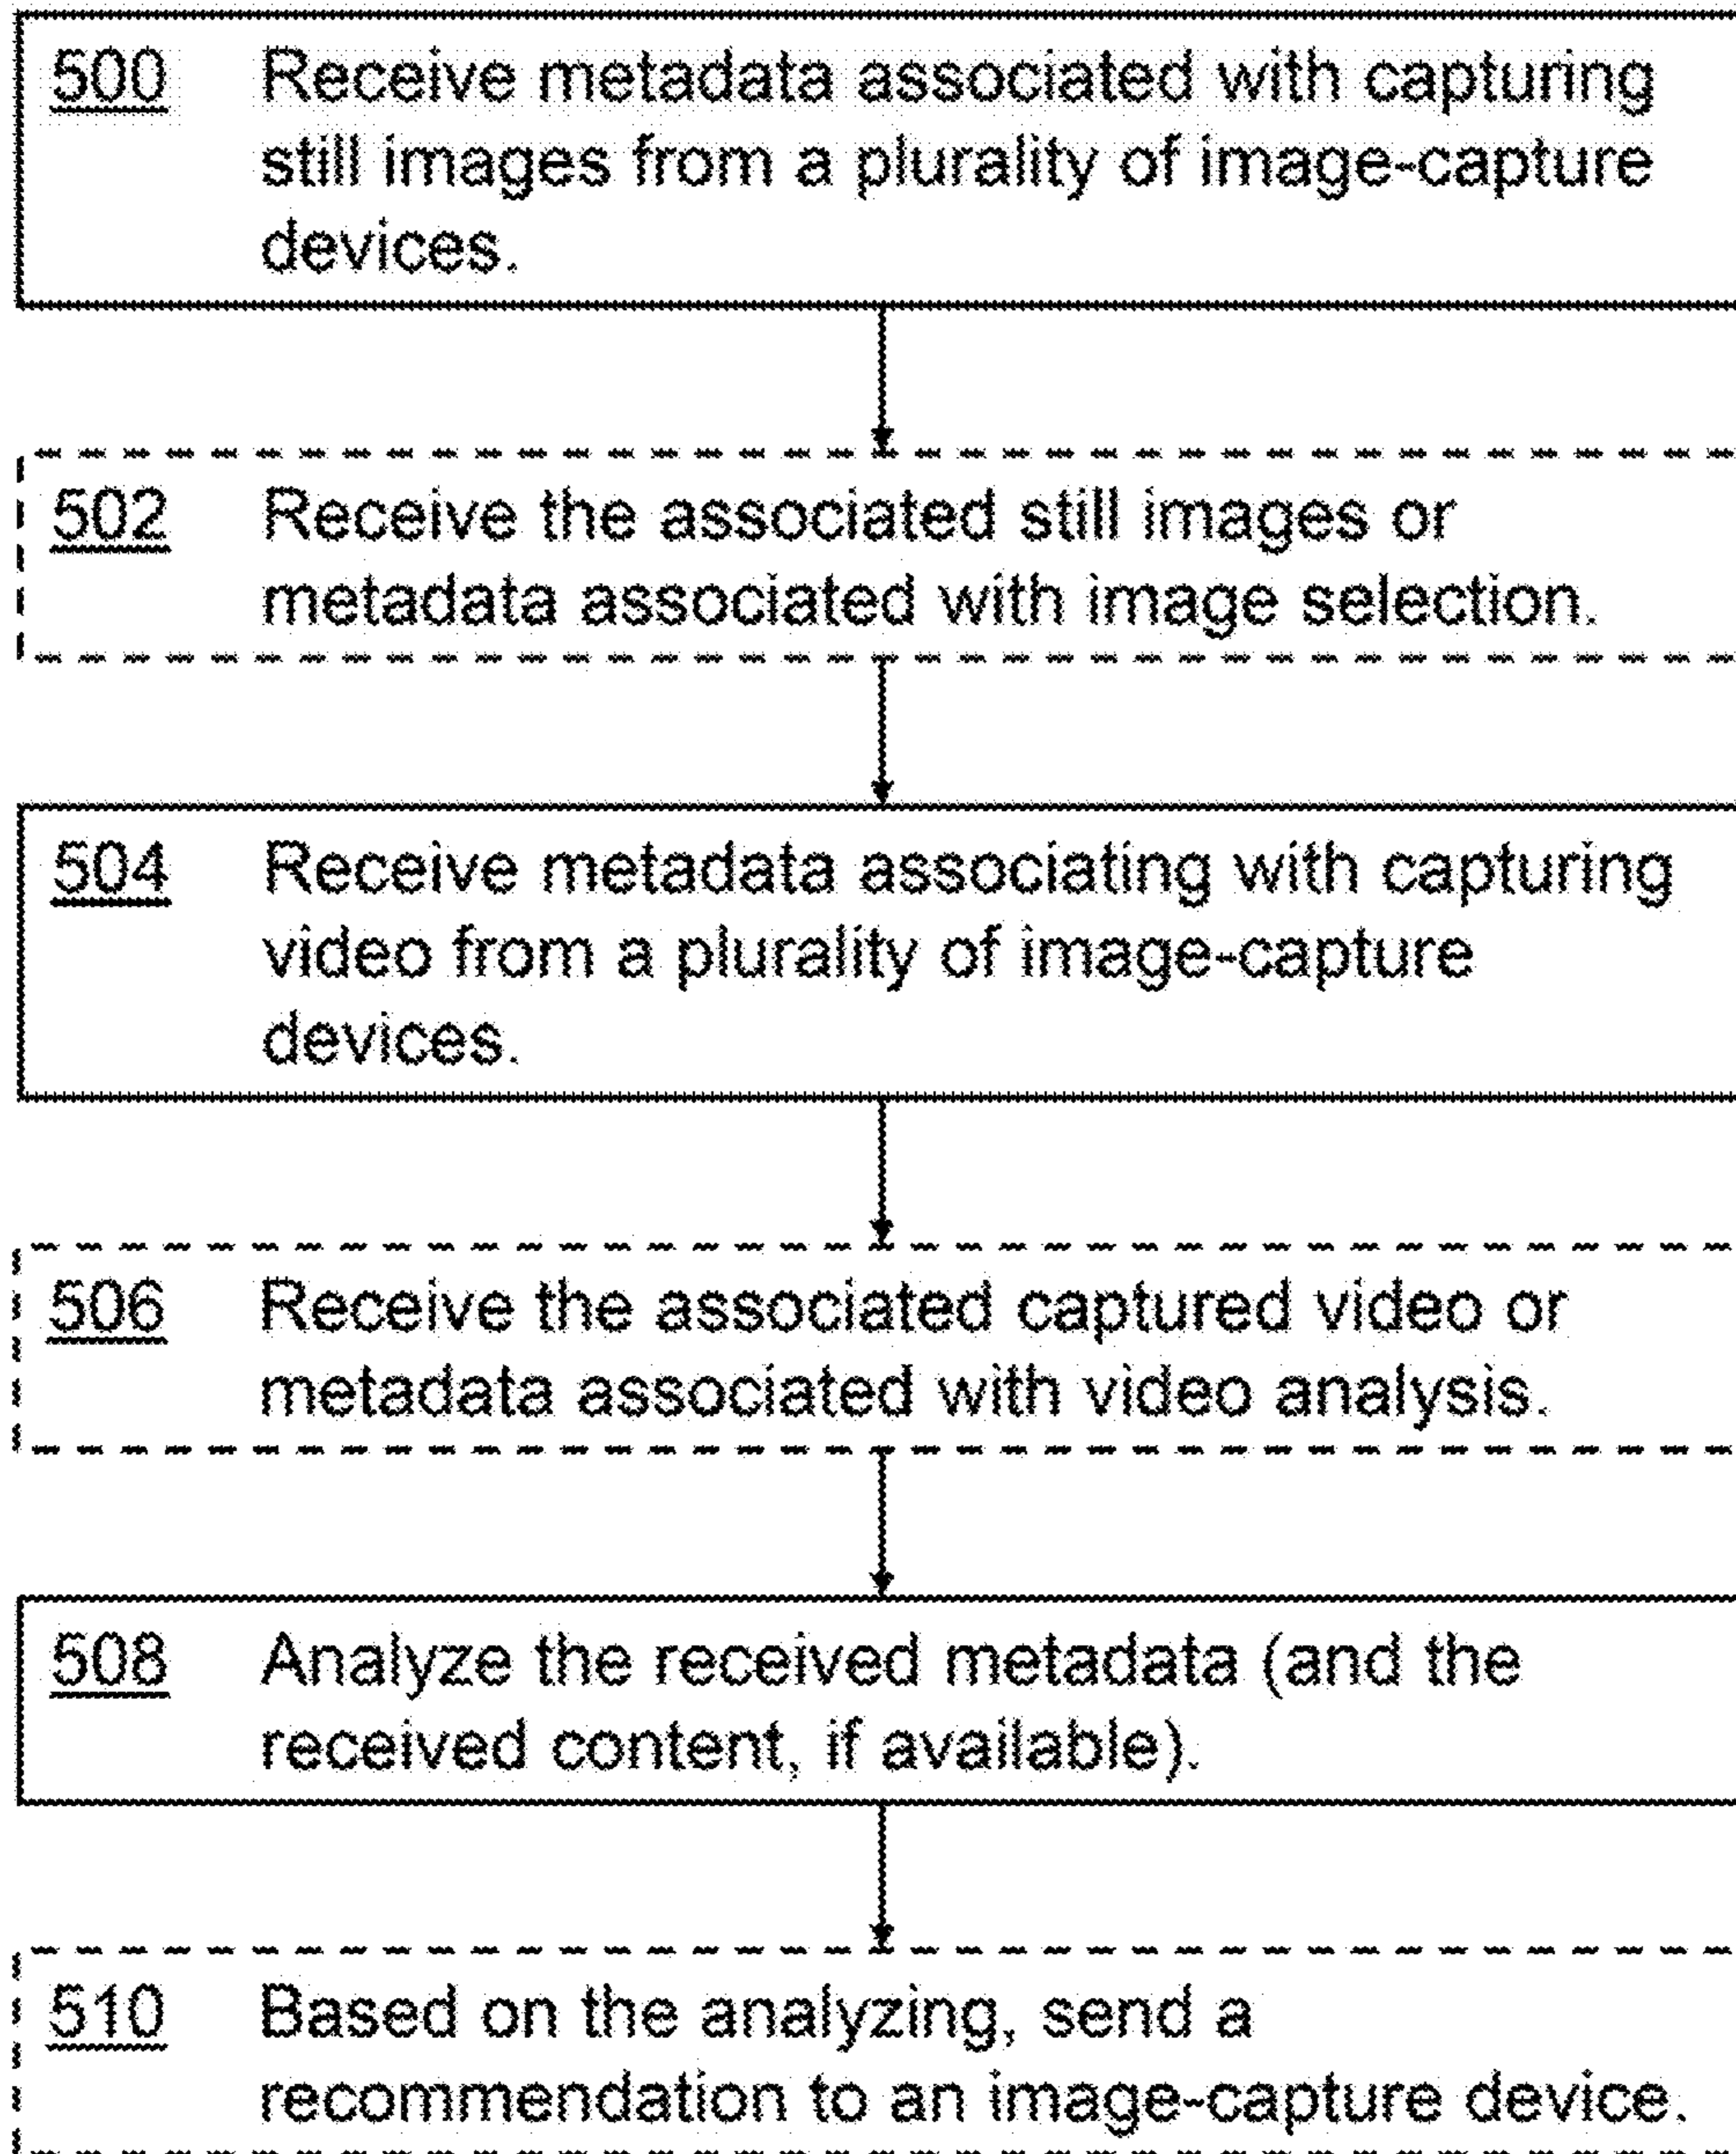 500 Receive metadata associated with capturing
still images from a plurality of image-capture
devices.
502 Receive the associated still images or
metadata associated with image selection.
504 Receive metadata associating with capturing
video from a plurality of image-capture
devices.
506 Receive the associated captured video or
metadata associated with video analysis.
508 Analyze the received metadata (and the
received content, if available).
510 Based on the analyzing, send a
recommendation to an image-capture device.